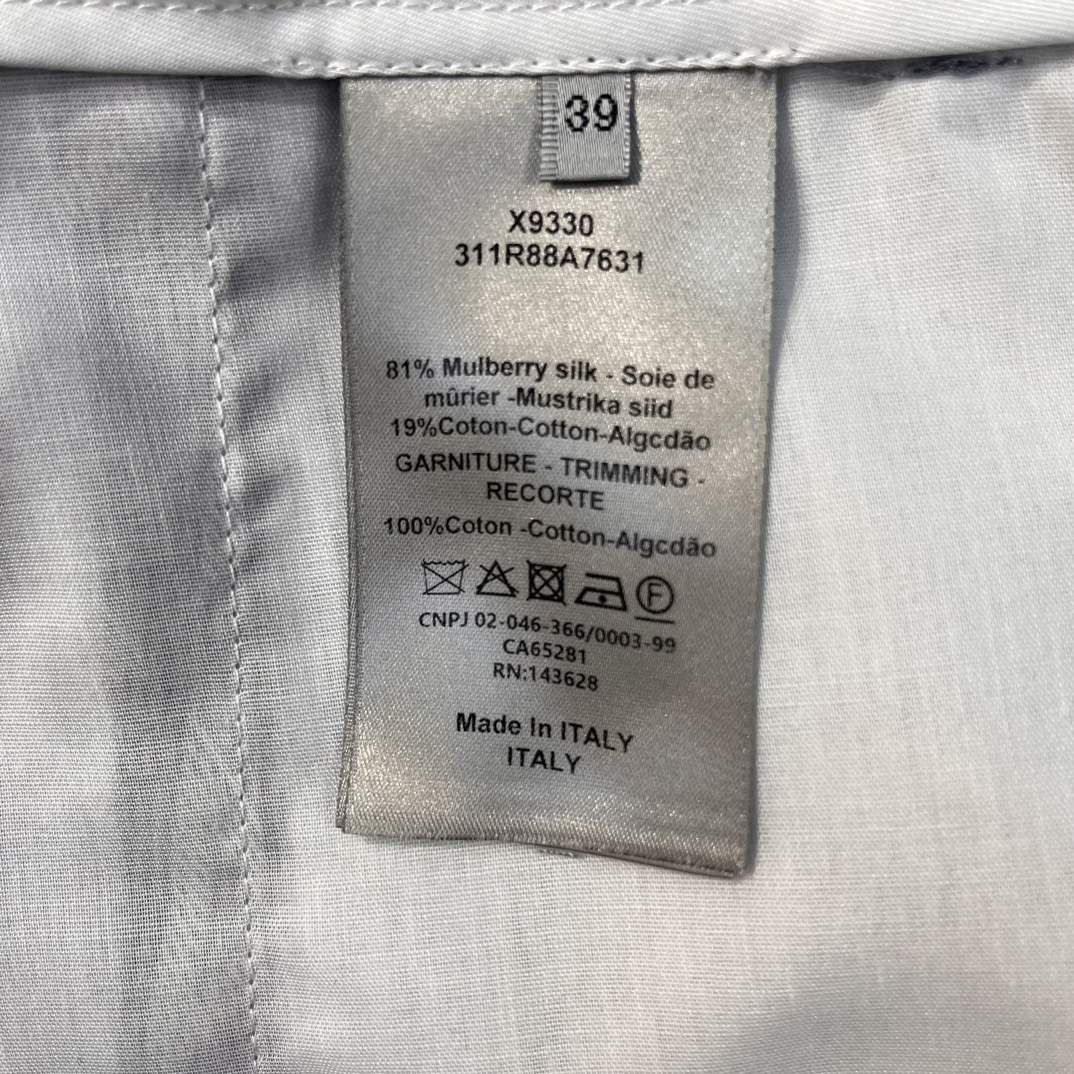 39
X9330
311R88A7631
81% Mulberry silk - Soie de
mûrier -Mustrika siid
19%Coton-Cotton-Algcdão
GARNITURE - TRIMMING -
RECORTE
100%Coton -Cotton-Algcdão
F
CNPJ 02-046-366/0003-99
CA65281
RN:143628
Made In ITALY
ITALY